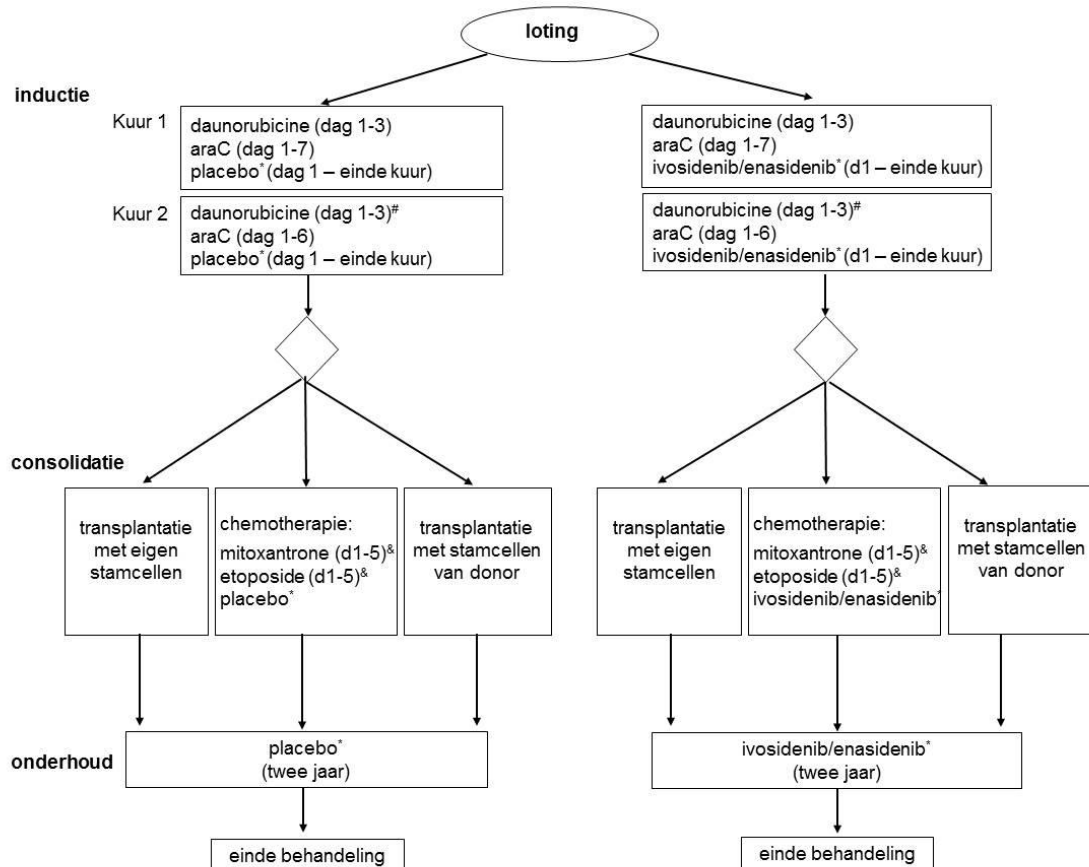 loting
inductie
Kuur 1
daunorubicine (dag 1-3)
araC (dag 1-7)
placebo* (dag 1 – einde kuur)
daunorubicine (dag 1-3)
araC (dag 1-7)
ivosidenib/enasidenib* (d1 – einde kuur)
Kuur 2
daunorubicine (dag 1-3)#
araC (dag 1-6)
placebo* (dag 1 – einde kuur)
daunorubicine (dag 1-3)#
araC (dag 1-6)
ivosidenib/enasidenib* (d1 – einde kuur)
consolidatie
transplantatie
met eigen
stamcellen
chemotherapie:
mitoxantrone (d1-5)&
etoposide (d1-5)&
placebo*
transplantatie
met stamcellen
van donor
transplantatie
met eigen
stamcellen
chemotherapie:
mitoxantrone (d1-5)&
etoposide (d1-5)&
ivosidenib/enasidenib*
transplantatie
met stamcellen
van donor
onderhoud
placebo*
(twee jaar)
ivosidenib/enasidenib*
(twee jaar)
einde behandeling
einde behandeling